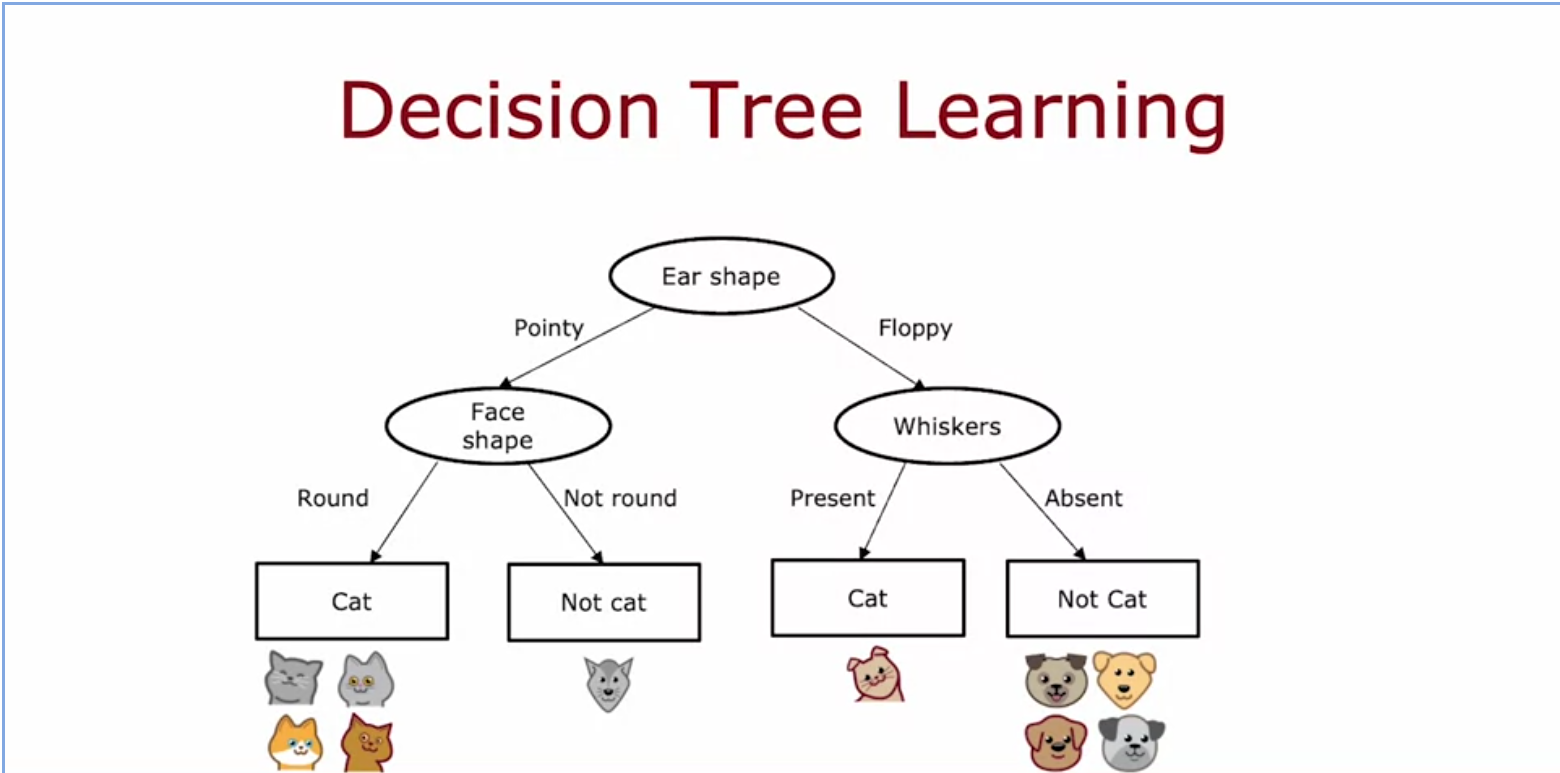 Decision Tree Learning
Ear shape
Pointy
Floppy
Face
shape
Whiskers
Round
Not round
Present
Absent
Cat
Not cat
Cat
Not Cat